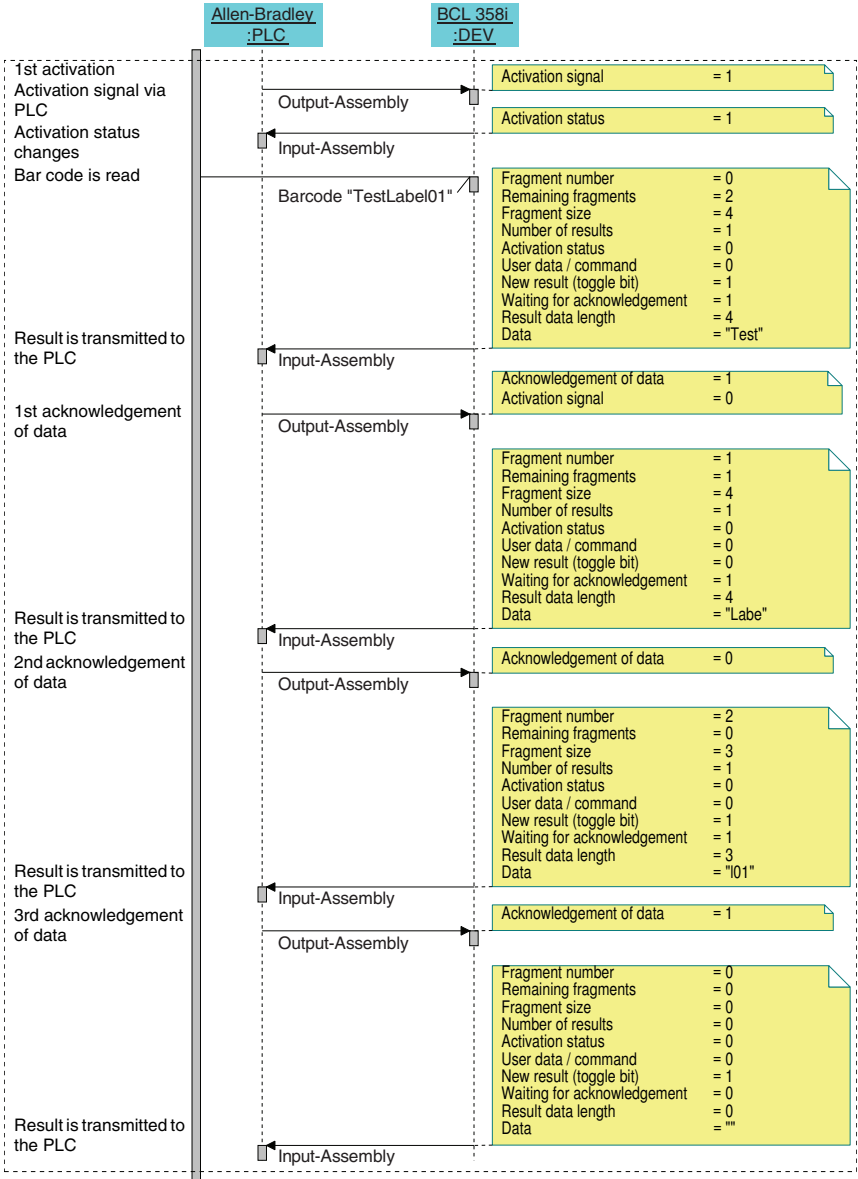 Allen-Bradley
:PLC
BCL 358i
:DEV
1st activation
Activation signal via
PLC
Output-Assembly
Activation signal = 1
Activation status
changes
Input-Assembly
Activation status = 1
Bar code is read
Barcode "TestLabel01"
Fragment number = 0
Remaining fragments = 2
Fragment size = 4
Number of results = 1
Activation status = 0
User data / command = 0
New result (toggle bit) = 1
Waiting for acknowledgement = 1
Result data length = 4
Data = "Test"
Result is transmitted to
the PLC
Input-Assembly
Acknowledgement of data = 1
Activation signal = 0
1st acknowledgement
of data
Output-Assembly
Fragment number = 1
Remaining fragments = 1
Fragment size = 4
Number of results = 1
Activation status = 0
User data / command = 0
New result (toggle bit) = 0
Waiting for acknowledgement = 1
Result data length = 4
Data = "Labe"
Result is transmitted to
the PLC
Input-Assembly
2nd acknowledgement
of data
Output-Assembly
Acknowledgement of data = 0
Fragment number = 2
Remaining fragments = 0
Fragment size = 3
Number of results = 1
Activation status = 0
User data / command = 0
New result (toggle bit) = 1
Waiting for acknowledgement = 1
Result data length = 3
Data = "l01"
Result is transmitted to
the PLC
Input-Assembly
3rd acknowledgement
of data
Output-Assembly
Acknowledgement of data = 1
Fragment number = 0
Remaining fragments = 0
Fragment size = 0
Number of results = 0
Activation status = 0
User data / command = 0
New result (toggle bit) = 1
Waiting for acknowledgement = 0
Result data length = 0
Data = ""
Result is transmitted to
the PLC
Input-Assembly